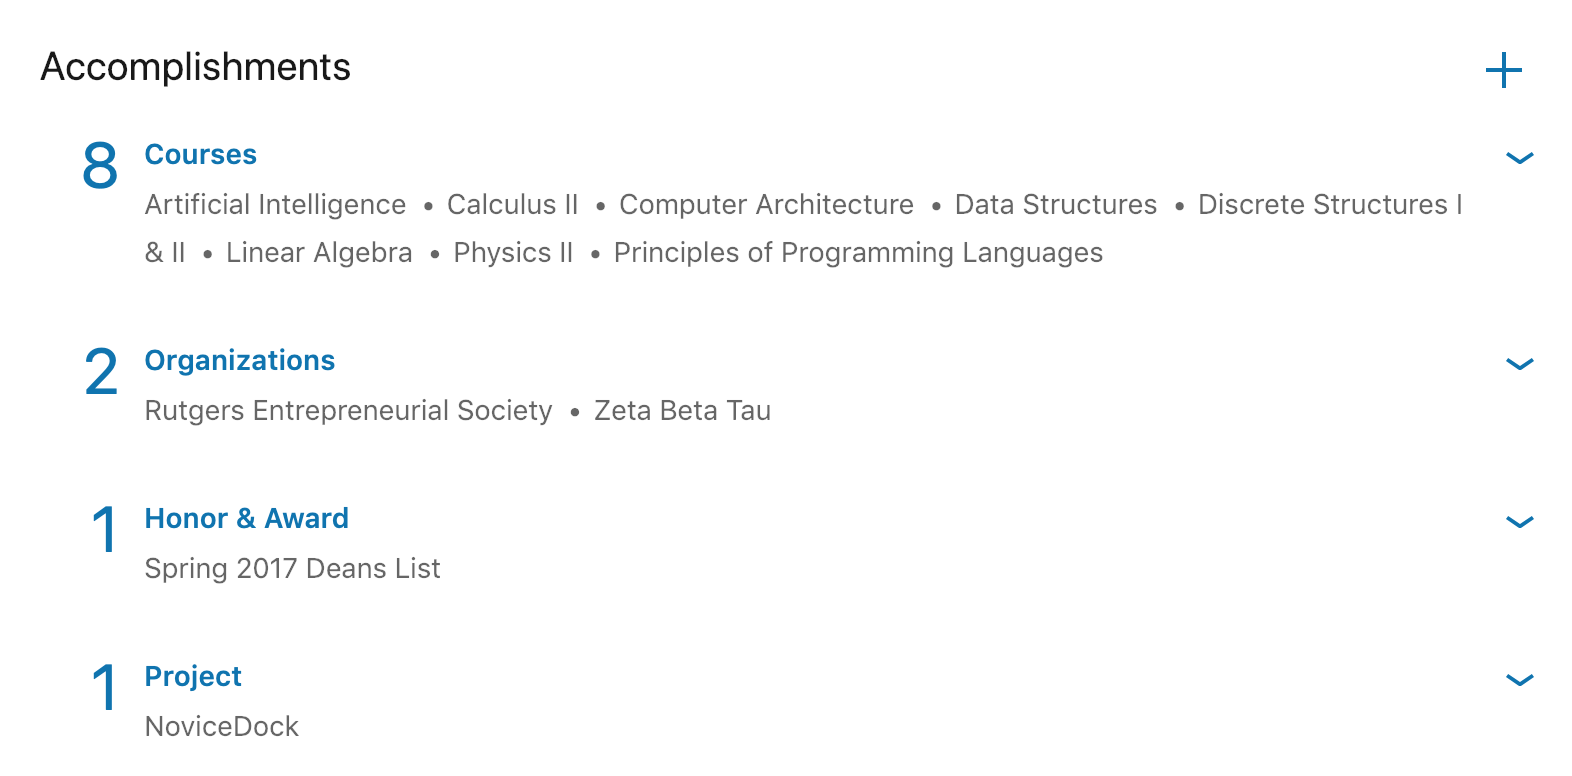 Accomplishments
8 Courses
Artificial Intelligence • Calculus II • Computer Architecture • Data Structures • Discrete Structures I
& II • Linear Algebra • Physics II • Principles of Programming Languages
2 Organizations
Rutgers Entrepreneurial Society • Zeta Beta Tau
1 Honor & Award
Spring 2017 Deans List
1 Project
NoviceDock